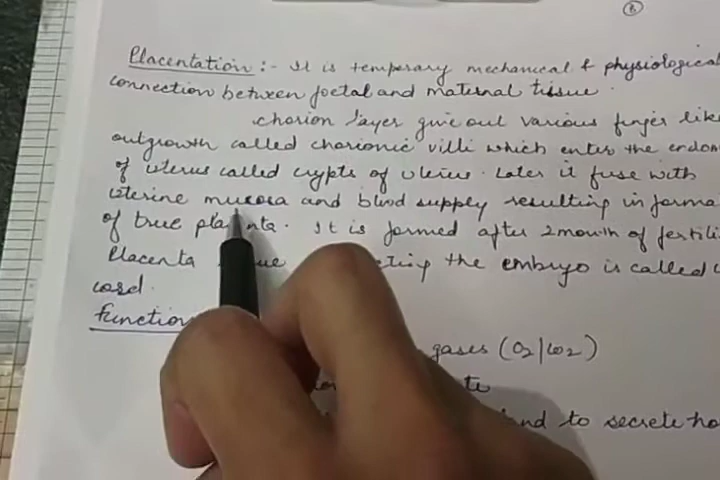 B
Placentation :- It is temperary mechanical & physiological
connection between foetal and maternal tissue.
chorion layer give out various finger like
outgrowth called chorionic villi which enter the endom
of uterus called crypts of uterus. Later it fuse with
uterine mucosa and blood supply resulting in forma
of true placenta. It is formed after 2 month of fertili
Placenta the embryo is called
cord.
function
gases (O2/CO2)
and to secrete ho